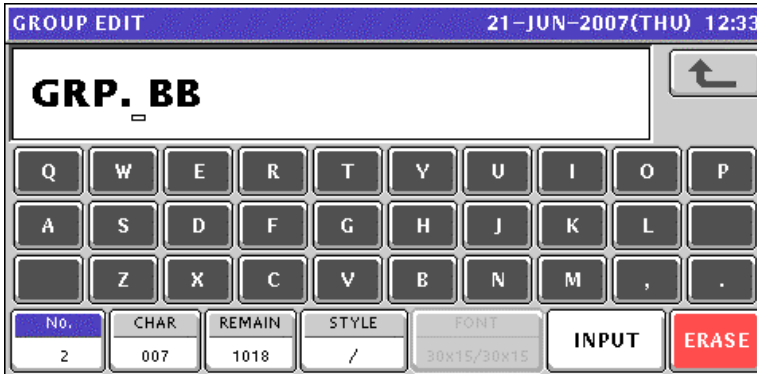 GROUP EDIT 21-JUN-2007(THU) 12:33
GRP. BB
Q W E R T Y U I O P
A S D F G H J K L
Z X C V B N M , .
No. CHAR REMAIN STYLE FONT INPUT ERASE
2 007 1018 / 30x15/30x15